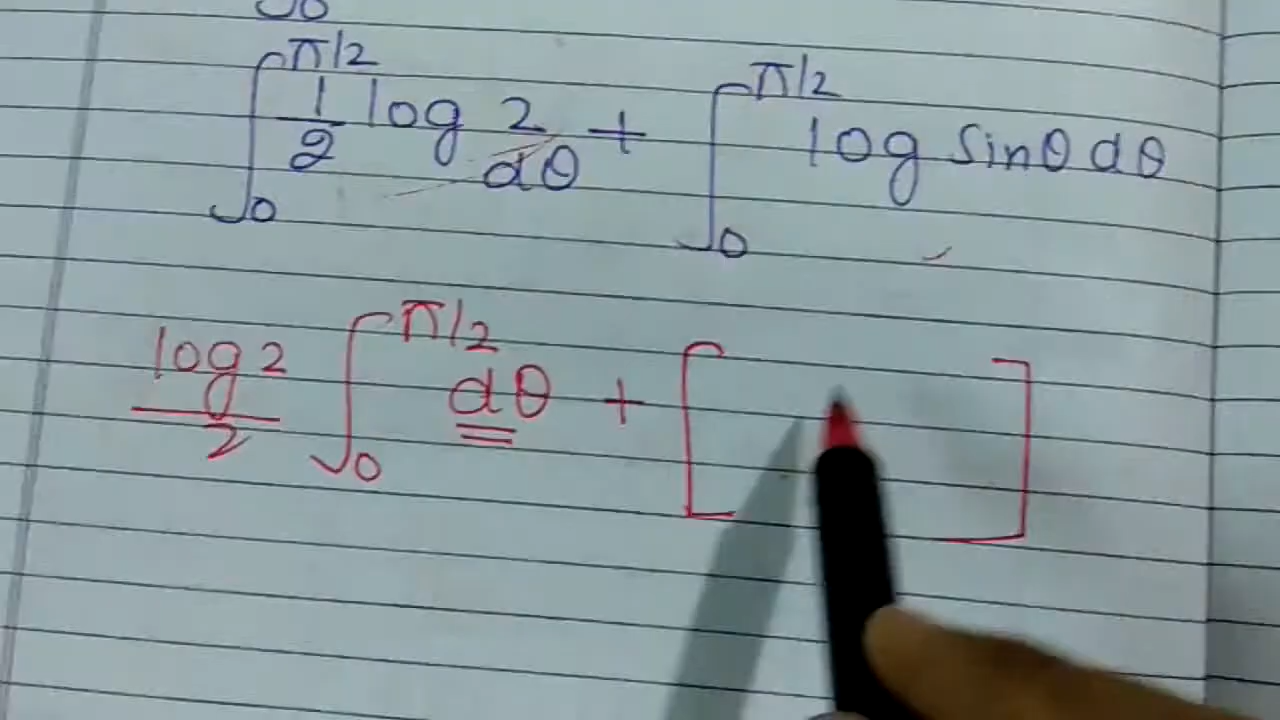 ∫₀^{π/2} 1/2 log 2 dθ + ∫₀^{π/2} log sinθ dθ
log 2/2 ∫₀^{π/2} dθ + [ ]